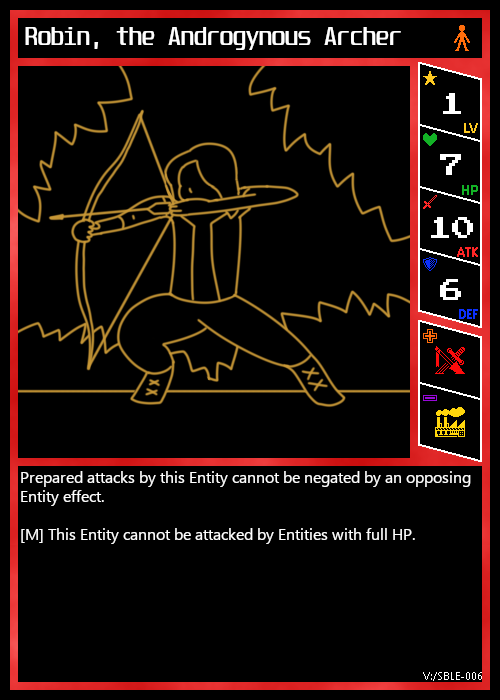 Robin, the Androgynous Archer
1
LV
7
HP
10
ATK
6
DEF
Prepared attacks by this Entity cannot be negated by an opposing
Entity effect.
[M] This Entity cannot be attacked by Entities with full HP.
V:/SBLE-006